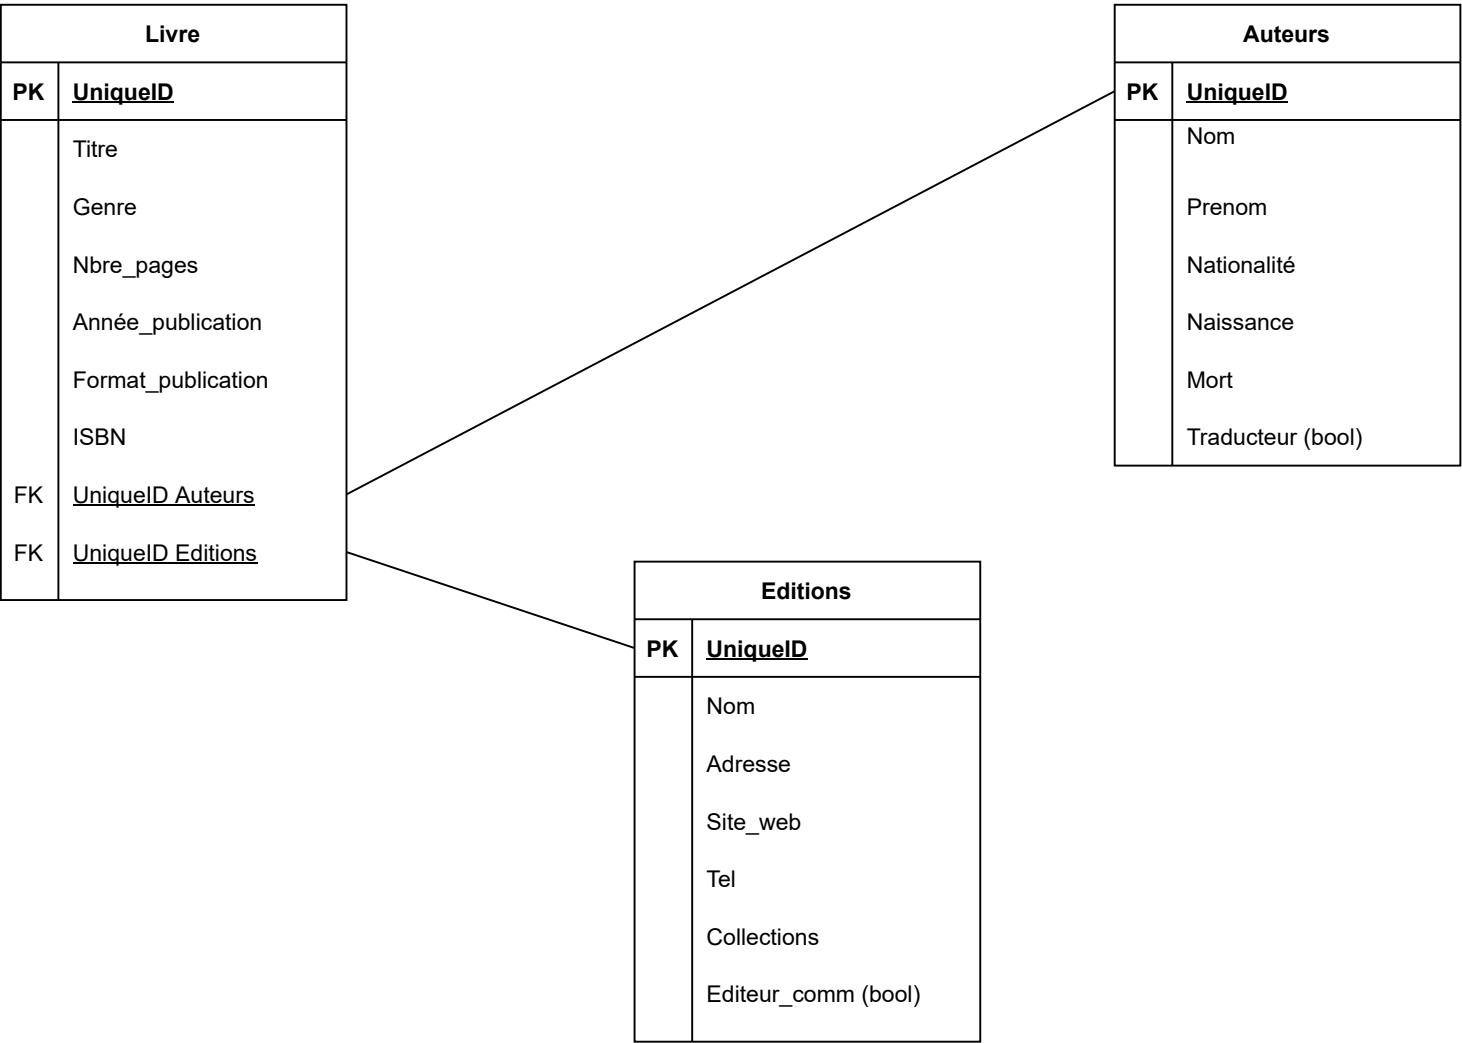 Livre
PK UniqueID
Titre
Genre
Nbre_pages
Année_publication
Format_publication
ISBN
FK UniqueID Auteurs
FK UniqueID Editions
Auteurs
PK UniqueID
Nom
Prenom
Nationalité
Naissance
Mort
Traducteur (bool)
Editions
PK UniqueID
Nom
Adresse
Site_web
Tel
Collections
Editeur_comm (bool)